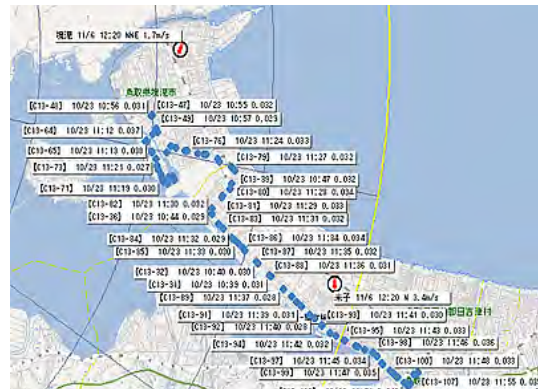 境港 11/6 12:20 NNE 1.7m/s
鳥取県境港市
[C13-48] 10/23 10:56 0.031
[C13-47] 10/23 10:55 0.032
[C13-49] 10/23 10:57 0.029
[C13-64] 10/23 11:12 0.037
[C13-76] 10/23 11:24 0.033
[C13-65] 10/23 11:13 0.038
[C13-79] 10/23 11:27 0.032
[C13-73] 10/23 11:21 0.027
[C13-39] 10/23 10:47 0.032
[C13-71] 10/23 11:19 0.030
[C13-80] 10/23 11:28 0.034
[C13-82] 10/23 11:30 0.032
[C13-81] 10/23 11:29 0.033
[C13-36] 10/23 10:44 0.029
[C13-83] 10/23 11:31 0.032
[C13-84] 10/23 11:32 0.029
[C13-86] 10/23 11:34 0.034
[C13-85] 10/23 11:33 0.030
[C13-87] 10/23 11:35 0.032
[C13-88] 10/23 11:36 0.031
[C13-32] 10/23 10:40 0.030
[C13-31] 10/23 10:39 0.031
[C13-89] 10/23 11:37 0.028
米子 11/6 12:20 N 3.4m/s
[C13-91] 10/23 11:39 0.031
[C13-93] 10/23 11:41 0.030
日吉津村
[C13-92] 10/23 11:40 0.028
[C13-95] 10/23 11:43 0.033
[C13-94] 10/23 11:42 0.032
[C13-98] 10/23 11:46 0.036
[C13-97] 10/23 11:45 0.034
[C13-100] 10/23 11:48 0.033
[C13-99] 10/23 11:47 0.035
[C13-107] 10/23 11:55